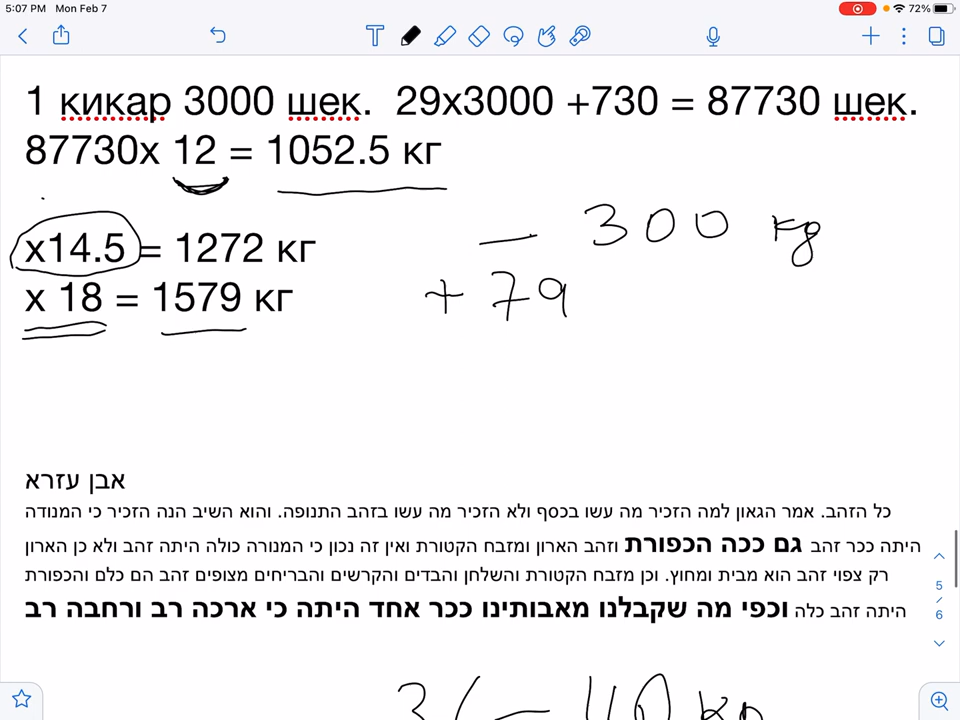 5:07 PM Mon Feb 7
72%
1 кикар 3000 шек. 29x3000 +730 = 87730 шек.
87730x 12 = 1052.5 кг
x14.5 = 1272 кг
— 300 kg
x 18 = 1579 кг
+ 79
אבן עזרא
כל הזהב. אמר הגאון למה הזכיר מה עשו בכסף ולא הזכיר מה עשו בזהב התנופה. והוא השיב הנה הזכיר כי המנודה
היתה ככר זהב גם ככה הכפורת וזהב הארון ומזבח הקטורת ואין זה נכון כי המנורה כולה היתה זהב ולא כן הארון
רק צפוי זהב הוא מבית ומחוץ. וכן מזבח הקטורת והשלחן והבדים והקרשים והבריחים מצופים זהב הם כלם והכפורת
היתה זהב כלה וכפי מה שקבלנו מאבותינו ככר אחד היתה כי ארכה רב ורחבה רב
5
/
6